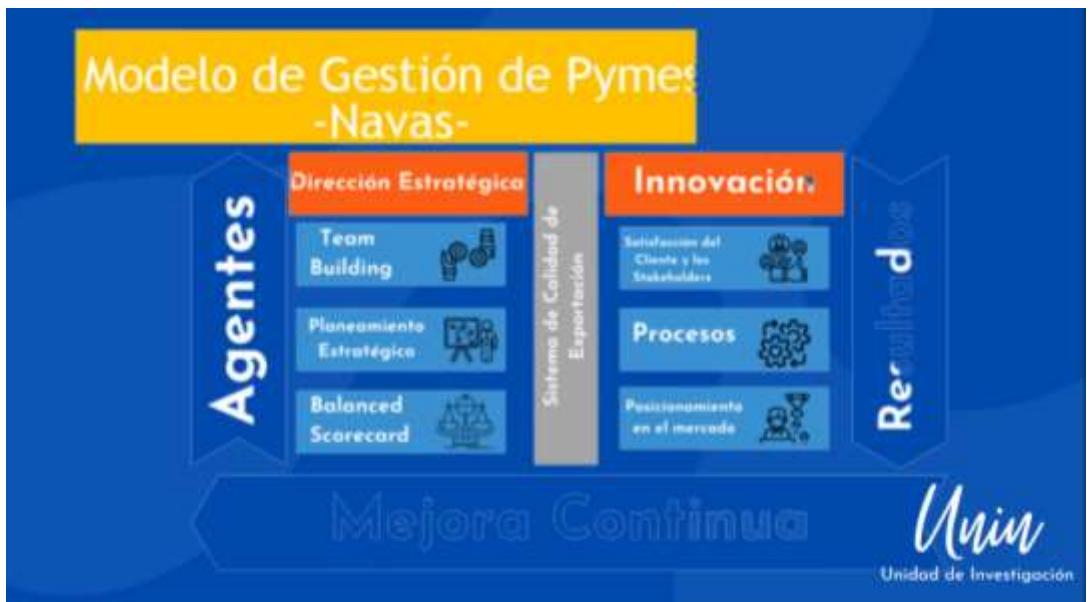 Modelo de Gestión de Pymes
-Navas-
Agentes
Dirección Estratégica
Team
Building
Planeamiento
Estratégico
Balanced
Scorecard
Sistema de Calidad de
Exportación
Innovación
Satisfacción del
Cliente y los
Stakeholders
Procesos
Posicionamiento
en el mercado
Resultados
Mejora Continua
Unin
Unidad de Investigación